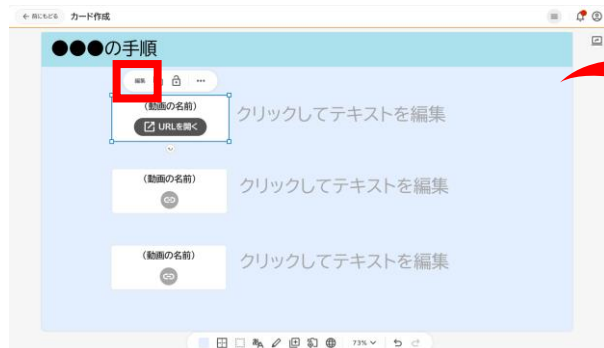 ← 前にもどる カード作成
●●●の手順
編集
(動画の名前)
URLを開く
クリックしてテキストを編集
(動画の名前)
クリックしてテキストを編集
(動画の名前)
クリックしてテキストを編集
73%